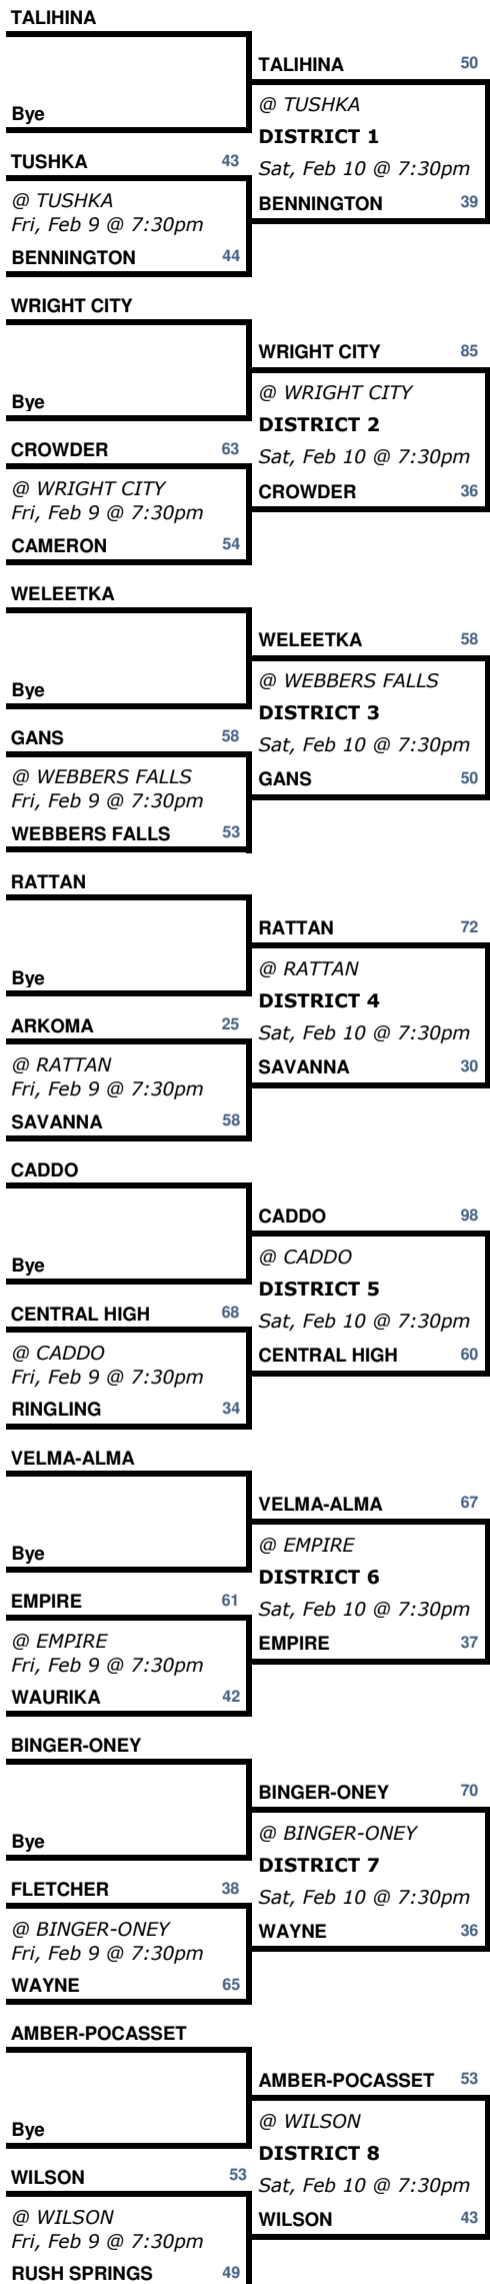 TALIHINA
Bye
TALIHINA 50
@ TUSHKA
DISTRICT 1
Sat, Feb 10 @ 7:30pm
BENNINGTON 39
TUSHKA 43
@ TUSHKA
Fri, Feb 9 @ 7:30pm
BENNINGTON 44
WRIGHT CITY
Bye
WRIGHT CITY 85
@ WRIGHT CITY
DISTRICT 2
Sat, Feb 10 @ 7:30pm
CROWDER 36
CROWDER 63
@ WRIGHT CITY
Fri, Feb 9 @ 7:30pm
CAMERON 54
WELEETKA
Bye
WELEETKA 58
@ WEBBERS FALLS
DISTRICT 3
Sat, Feb 10 @ 7:30pm
GANS 50
GANS 58
@ WEBBERS FALLS
Fri, Feb 9 @ 7:30pm
WEBBERS FALLS 53
RATTAN
Bye
RATTAN 72
@ RATTAN
DISTRICT 4
Sat, Feb 10 @ 7:30pm
SAVANNA 30
ARKOMA 25
@ RATTAN
Fri, Feb 9 @ 7:30pm
SAVANNA 58
CADDO
Bye
CADDO 98
@ CADDO
DISTRICT 5
Sat, Feb 10 @ 7:30pm
CENTRAL HIGH 60
CENTRAL HIGH 68
@ CADDO
Fri, Feb 9 @ 7:30pm
RINGLING 34
VELMA-ALMA
Bye
VELMA-ALMA 67
@ EMPIRE
DISTRICT 6
Sat, Feb 10 @ 7:30pm
EMPIRE 37
EMPIRE 61
@ EMPIRE
Fri, Feb 9 @ 7:30pm
WAURIKA 42
BINGER-ONEY
Bye
BINGER-ONEY 70
@ BINGER-ONEY
DISTRICT 7
Sat, Feb 10 @ 7:30pm
WAYNE 36
FLETCHER 38
@ BINGER-ONEY
Fri, Feb 9 @ 7:30pm
WAYNE 65
AMBER-POCASSET
Bye
AMBER-POCASSET 53
@ WILSON
DISTRICT 8
Sat, Feb 10 @ 7:30pm
WILSON 43
WILSON 53
@ WILSON
Fri, Feb 9 @ 7:30pm
RUSH SPRINGS 49